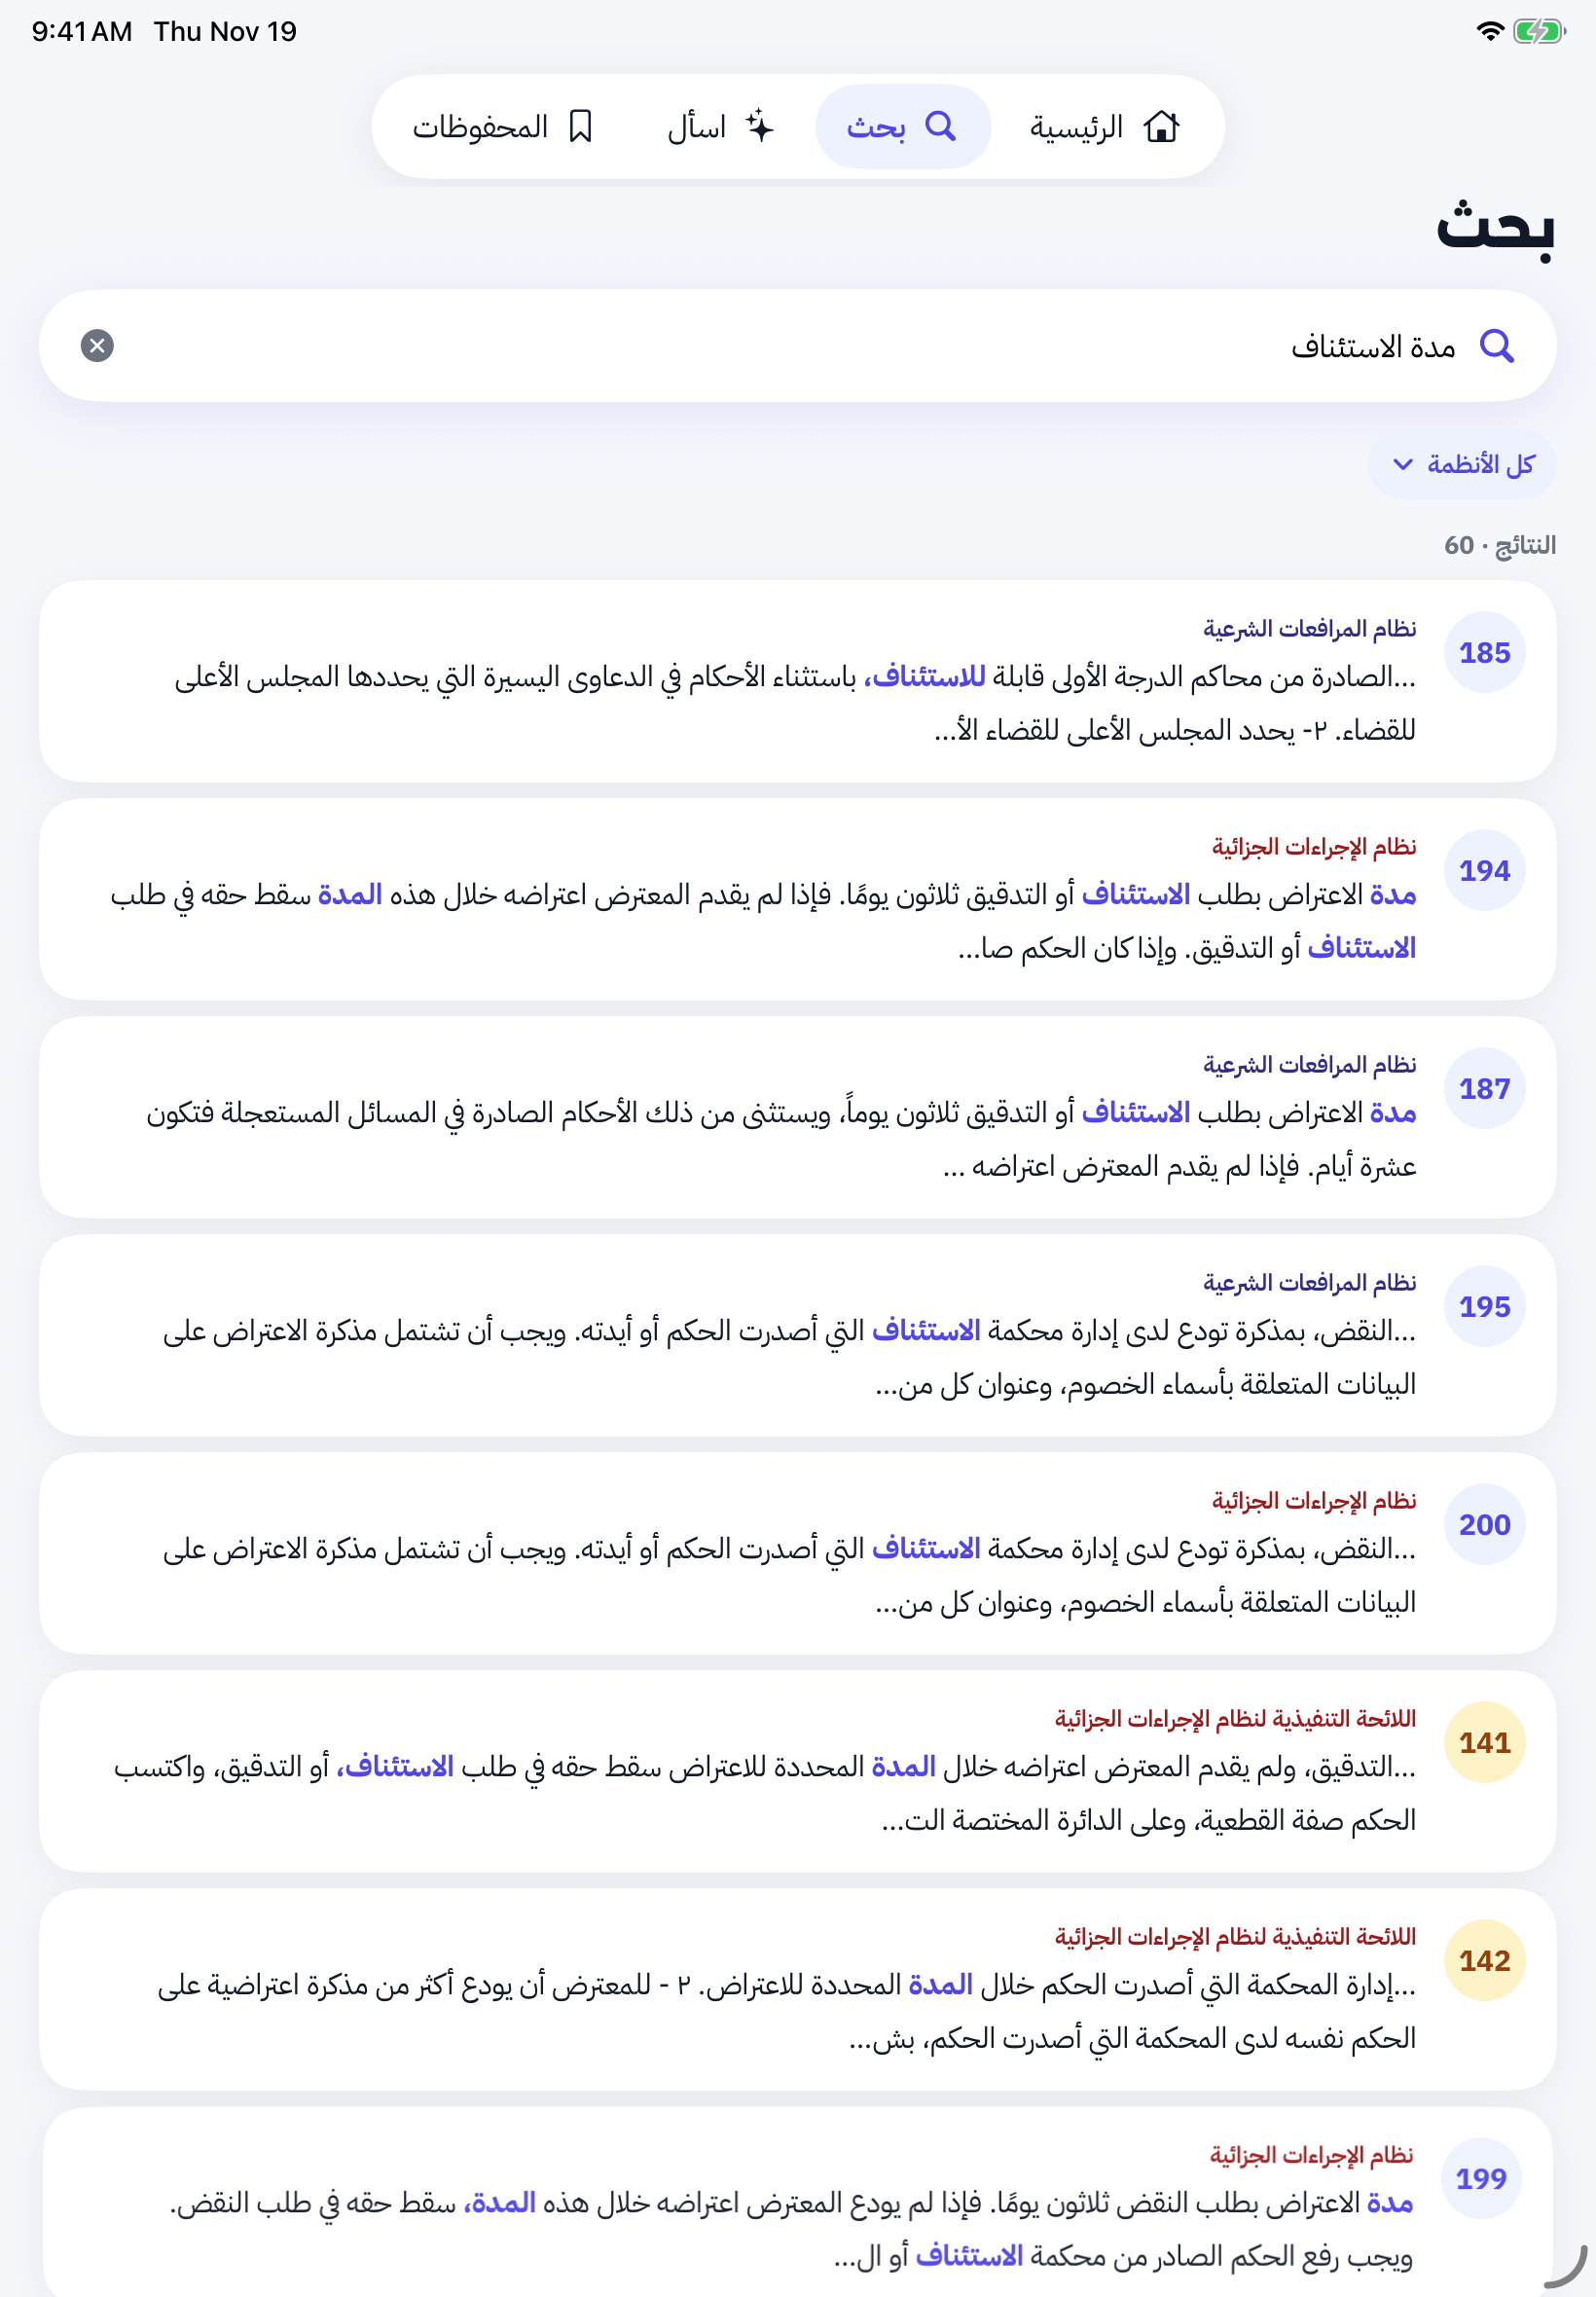 9:41 AM Thu Nov 19
الرئيسية بحث اسأل المحفوظات
بحث
مدة الاستئناف
كل الأنظمة
النتائج · 60
185
نظام المرافعات الشرعية
...الصادرة من محاكم الدرجة الأولى قابلة للاستئناف، باستثناء الأحكام في الدعاوى اليسيرة التي يحددها المجلس الأعلى
للقضاء. ٢- يحدد المجلس الأعلى للقضاء الأ...
194
نظام الإجراءات الجزائية
مدة الاعتراض بطلب الاستئناف أو التدقيق ثلاثون يومًا. فإذا لم يقدم المعترض اعتراضه خلال هذه المدة سقط حقه في طلب
الاستئناف أو التدقيق. وإذا كان الحكم صا...
187
نظام المرافعات الشرعية
مدة الاعتراض بطلب الاستئناف أو التدقيق ثلاثون يوماً، ويستثنى من ذلك الأحكام الصادرة في المسائل المستعجلة فتكون
عشرة أيام. فإذا لم يقدم المعترض اعتراضه ...
195
نظام المرافعات الشرعية
...النقض، بمذكرة تودع لدى إدارة محكمة الاستئناف التي أصدرت الحكم أو أيدته. ويجب أن تشتمل مذكرة الاعتراض على
البيانات المتعلقة بأسماء الخصوم، وعنوان كل من...
200
نظام الإجراءات الجزائية
...النقض، بمذكرة تودع لدى إدارة محكمة الاستئناف التي أصدرت الحكم أو أيدته. ويجب أن تشتمل مذكرة الاعتراض على
البيانات المتعلقة بأسماء الخصوم، وعنوان كل من...
141
اللائحة التنفيذية لنظام الإجراءات الجزائية
...التدقيق، ولم يقدم المعترض اعتراضه خلال المدة المحددة للاعتراض سقط حقه في طلب الاستئناف، أو التدقيق، واكتسب
الحكم صفة القطعية، وعلى الدائرة المختصة الت...
142
اللائحة التنفيذية لنظام الإجراءات الجزائية
...إدارة المحكمة التي أصدرت الحكم خلال المدة المحددة للاعتراض. ٢ - للمعترض أن يودع أكثر من مذكرة اعتراضية على
الحكم نفسه لدى المحكمة التي أصدرت الحكم، بش...
199
نظام الإجراءات الجزائية
مدة الاعتراض بطلب النقض ثلاثون يومًا. فإذا لم يودع المعترض اعتراضه خلال هذه المدة، سقط حقه في طلب النقض.
ويجب رفع الحكم الصادر من محكمة الاستئناف أو ال...